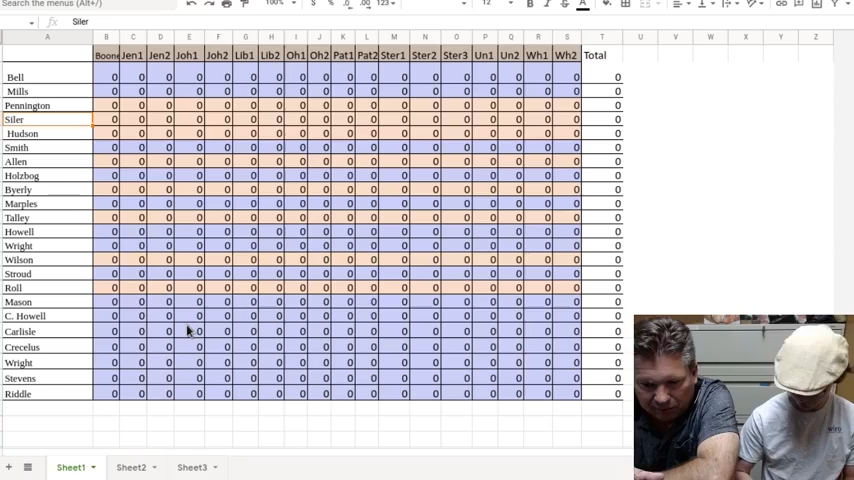 Search the menus (Alt+/) 100% $ % .0 .00 123 12
fx Siler
A B C D E F G H I J K L M N O P Q R S T U V W X Y Z
Boone Jen1 Jen2 Joh1 Joh2 Lib1 Lib2 Oh1 Oh2 Pat1 Pat2 Ster1 Ster2 Ster3 Un1 Un2 Wh1 Wh2 Total
Bell 0 0 0 0 0 0 0 0 0 0 0 0 0 0 0 0 0 0 0
Mills 0 0 0 0 0 0 0 0 0 0 0 0 0 0 0 0 0 0 0
Pennington 0 0 0 0 0 0 0 0 0 0 0 0 0 0 0 0 0 0 0
Siler 0 0 0 0 0 0 0 0 0 0 0 0 0 0 0 0 0 0 0
Hudson 0 0 0 0 0 0 0 0 0 0 0 0 0 0 0 0 0 0 0
Smith 0 0 0 0 0 0 0 0 0 0 0 0 0 0 0 0 0 0 0
Allen 0 0 0 0 0 0 0 0 0 0 0 0 0 0 0 0 0 0 0
Holzbog 0 0 0 0 0 0 0 0 0 0 0 0 0 0 0 0 0 0 0
Byerly 0 0 0 0 0 0 0 0 0 0 0 0 0 0 0 0 0 0 0
Marples 0 0 0 0 0 0 0 0 0 0 0 0 0 0 0 0 0 0 0
Talley 0 0 0 0 0 0 0 0 0 0 0 0 0 0 0 0 0 0 0
Howell 0 0 0 0 0 0 0 0 0 0 0 0 0 0 0 0 0 0 0
Wright 0 0 0 0 0 0 0 0 0 0 0 0 0 0 0 0 0 0 0
Wilson 0 0 0 0 0 0 0 0 0 0 0 0 0 0 0 0 0 0 0
Stroud 0 0 0 0 0 0 0 0 0 0 0 0 0 0 0 0 0 0 0
Roll 0 0 0 0 0 0 0 0 0 0 0 0 0 0 0 0 0 0 0
Mason 0 0 0 0 0 0 0 0 0 0 0 0 0 0 0 0 0 0 0
C. Howell 0 0 0 0 0 0 0 0 0 0 0 0 0 0 0 0 0 0 0
Carlisle 0 0 0 0 0 0 0 0 0 0 0 0 0 0 0 0 0 0 0
Crecelus 0 0 0 0 0 0 0 0 0 0 0 0 0 0 0 0 0 0 0
Wright 0 0 0 0 0 0 0 0 0 0 0 0 0 0 0 0 0 0 0
Stevens 0 0 0 0 0 0 0 0 0 0 0 0 0 0 0 0 0 0 0
Riddle 0 0 0 0 0 0 0 0 0 0 0 0 0 0 0 0 0 0 0
Sheet1 Sheet2 Sheet3